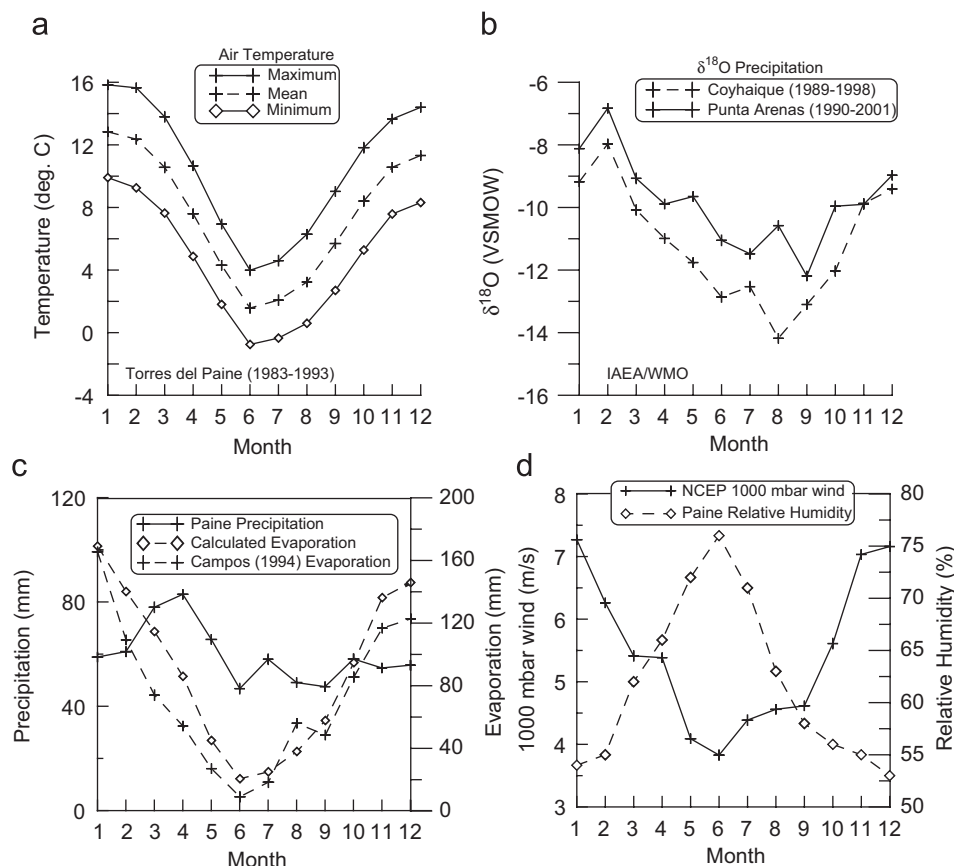 a
Air Temperature
Maximum
Mean
Minimum
16
12
8
4
0
-4
Temperature (deg. C)
Torres del Paine (1983-1993)
1 2 3 4 5 6 7 8 9 10 11 12
Month
b
δ18O Precipitation
Coyhaique (1989-1998)
Punta Arenas (1990-2001)
-6
-8
-10
-12
-14
-16
δ18O (VSMOW)
IAEA/WMO
1 2 3 4 5 6 7 8 9 10 11 12
Month
c
Paine Precipitation
Calculated Evaporation
Campos (1994) Evaporation
120
80
40
0
Precipitation (mm)
200
160
120
80
40
0
Evaporation (mm)
1 2 3 4 5 6 7 8 9 10 11 12
Month
d
NCEP 1000 mbar wind
Paine Relative Humidity
8
7
6
5
4
3
1000 mbar wind (m/s)
80
75
70
65
60
55
50
Relative Humidity (%)
1 2 3 4 5 6 7 8 9 10 11 12
Month